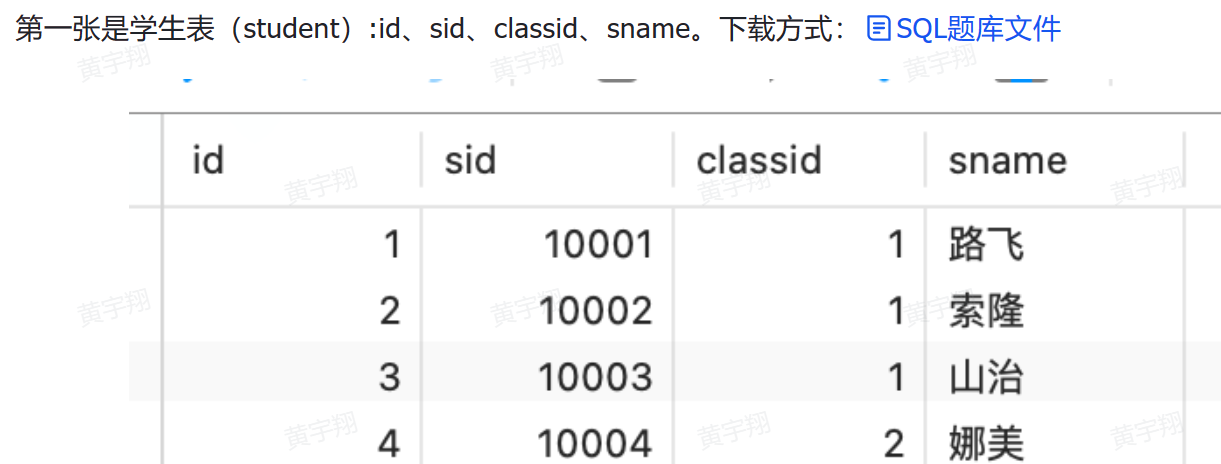 第一张是学生表（student）:id、sid、classid、sname。下载方式： SQL题库文件
黄宇翔 黄宇翔 黄宇翔
id sid classid sname
黄宇翔 黄宇翔 黄宇翔
1 10001 1 路飞
2 10002 1 索隆
黄宇翔 黄宇翔 黄宇翔
3 10003 1 山治
4 10004 2 娜美
黄宇翔 黄宇翔 黄宇翔